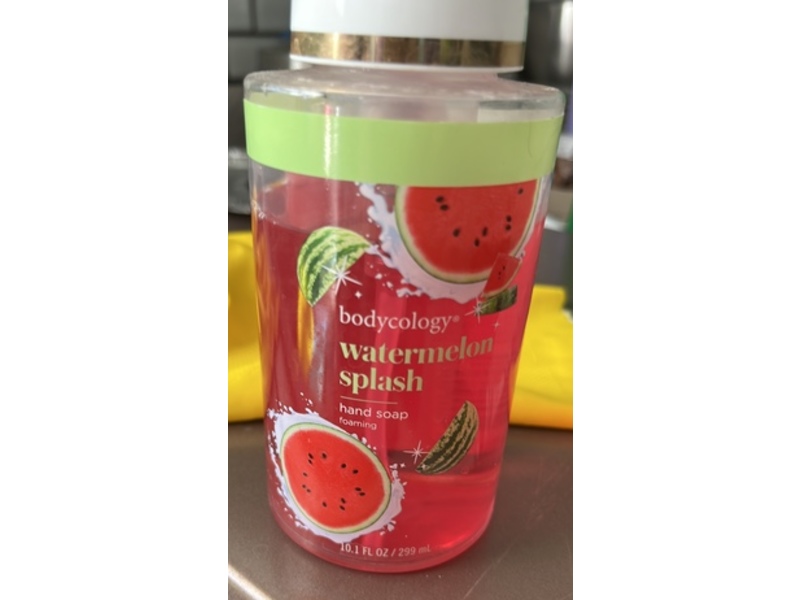 bodycology®
watermelon
splash
hand soap
foaming
10.1 FL OZ / 299 mL